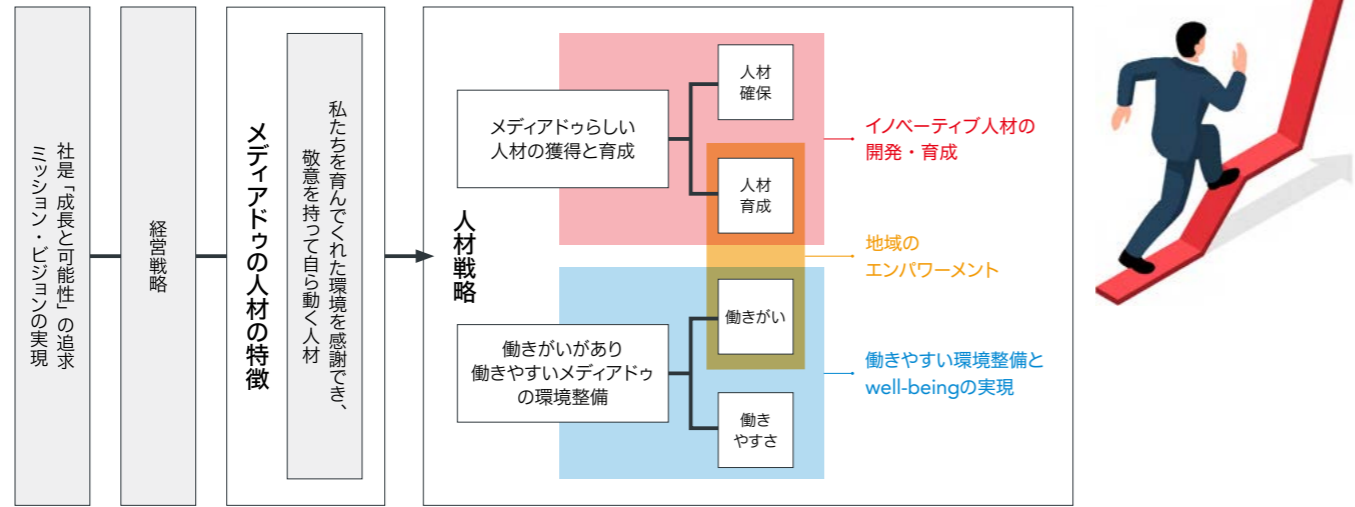 社是「成長と可能性」の追求
ミッション・ビジョンの実現
経営戦略
メディアドゥの人材の特徴
私たちを育んでくれた環境を感謝でき、
敬意を持って自ら動く人材
人材戦略
メディアドゥらしい
人材の獲得と育成
人材
確保
人材
育成
イノベーティブ人材の
開発・育成
地域の
エンパワーメント
働きがいがあり
働きやすいメディアドゥ
の環境整備
働きがい
働き
やすさ
働きやすい環境整備と
well-beingの実現